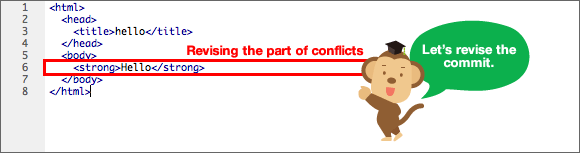 1 <html>
2 <head>
3 <title>hello</title>
4 </head>
5 <body>
Revising the part of conflicts
6 <strong>Hello</strong>
7 </body>
8 </html>
Let's revise the
commit.